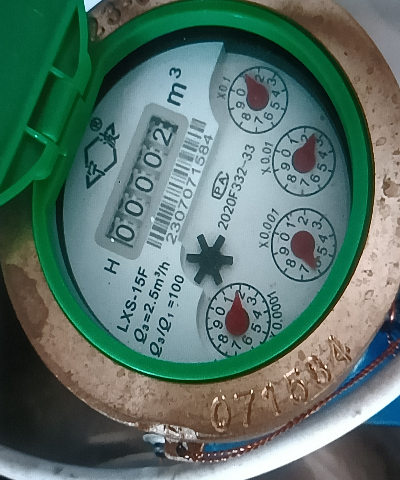 m³
00002
2307071584
H
LXS-15F
Q₃=2.5m³/h
Q₃/Q₁=100
PA
2020F332-33
X0.1
X0.01
X0.001
X0.0001
071584